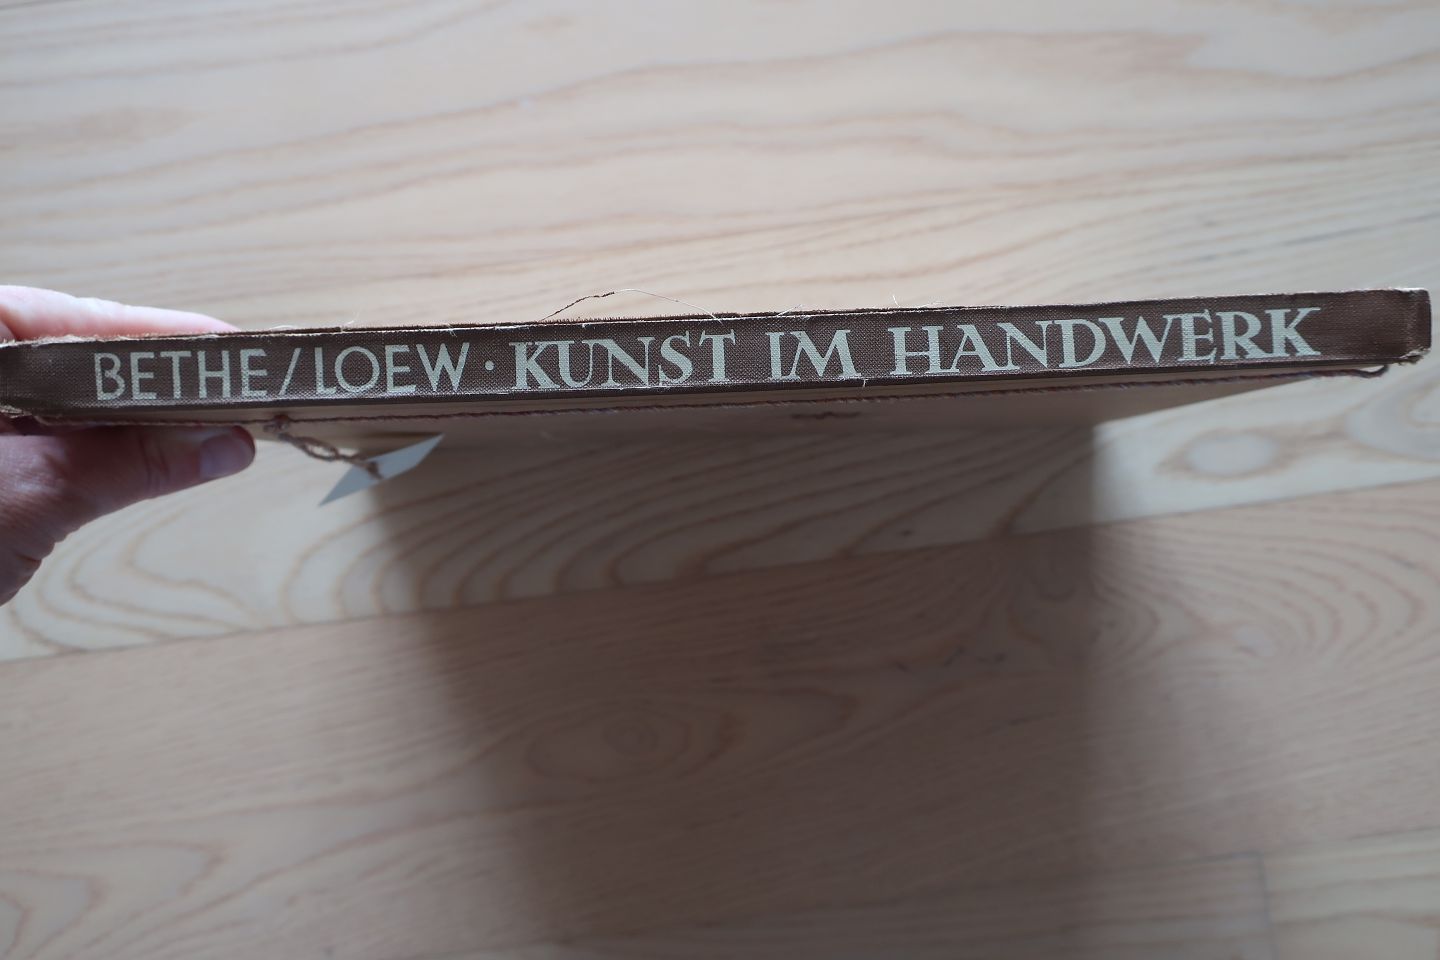 BETHE / LOEW · KUNST IM HANDWERK